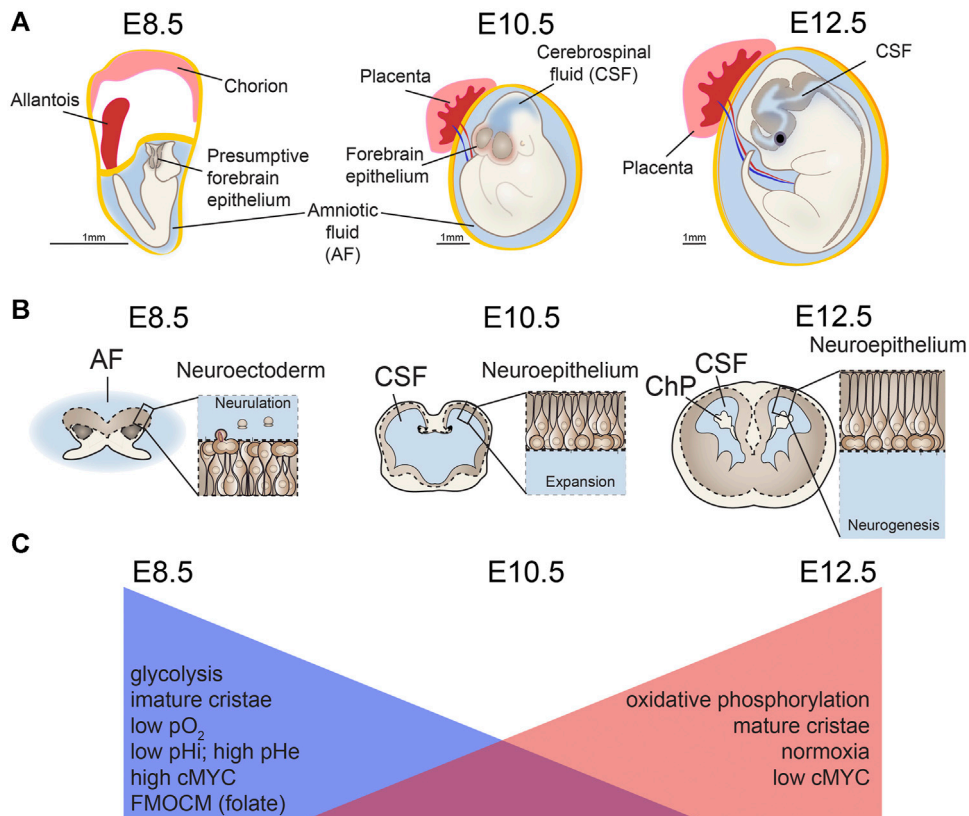 A
E8.5
E10.5
E12.5
Allantois
Chorion
Presumptive
forebrain
epithelium
Amniotic
fluid
(AF)
1mm
Placenta
Cerebrospinal
fluid (CSF)
Forebrain
epithelium
1mm
CSF
Placenta
1mm
B
E8.5
E10.5
E12.5
AF
Neuroectoderm
Neurulation
CSF
Neuroepithelium
Expansion
ChP
CSF
Neuroepithelium
Neurogenesis
C
E8.5
E10.5
E12.5
glycolysis
imature cristae
low pO₂
low pHi; high pHe
high cMYC
FMOCM (folate)
oxidative phosphorylation
mature cristae
normoxia
low cMYC